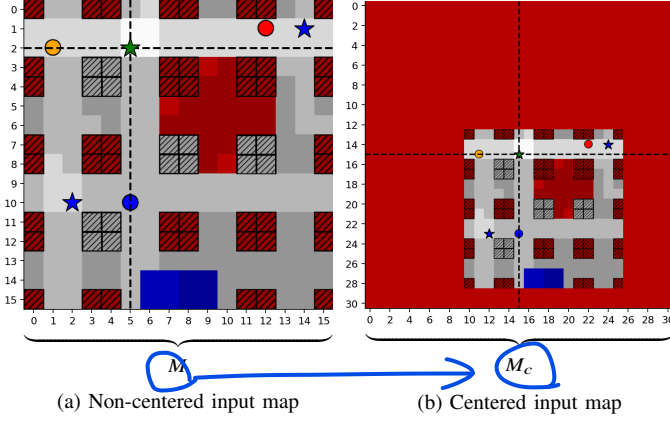 0 1 2 3 4 5 6 7 8 9 10 11 12 13 14 15
0 1 2 3 4 5 6 7 8 9 10 11 12 13 14 15
0 2 4 6 8 10 12 14 16 18 20 22 24 26 28 30
0 2 4 6 8 10 12 14 16 18 20 22 24 26 28 30
M
M_c
(a) Non-centered input map
(b) Centered input map